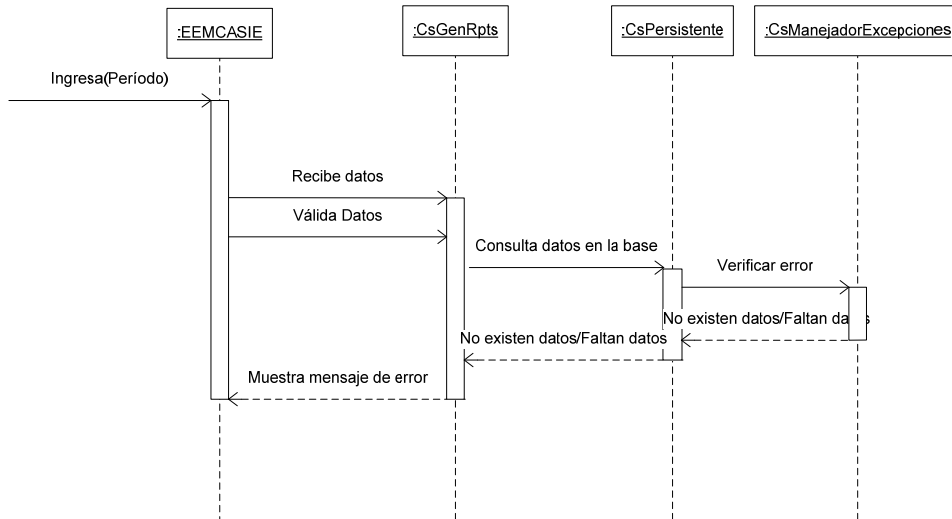 :EEMCASIE
:CsGenRpts
:CsPersistente
:CsManejadorExcepciones
Ingresa(Período)
Recibe datos
Válida Datos
Consulta datos en la base
Verificar error
No existen datos/Faltan datos
No existen datos/Faltan datos
Muestra mensaje de error